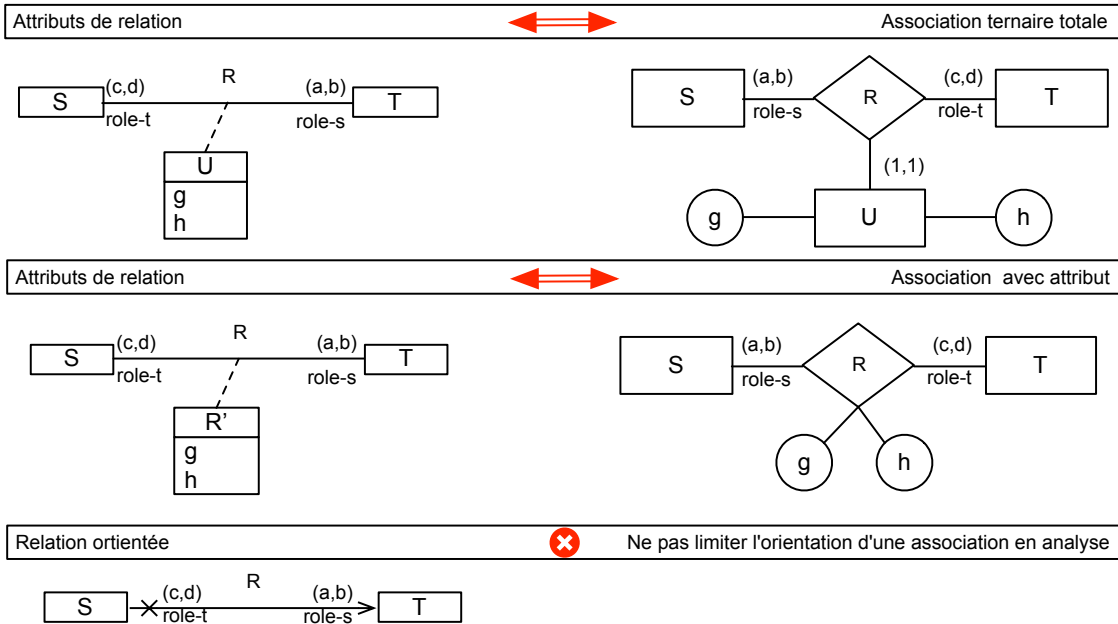 Attributs de relation Association ternaire totale
R
S (c,d) (a,b) T
role-t role-s
U
g
h
S (a,b) R (c,d) T
role-s role-t
(1,1)
g U h
Attributs de relation Association avec attribut
R
S (c,d) (a,b) T
role-t role-s
R’
g
h
S (a,b) R (c,d) T
role-s role-t
g h
Relation ortientée Ne pas limiter l'orientation d'une association en analyse
R
S (c,d) (a,b) T
role-t role-s